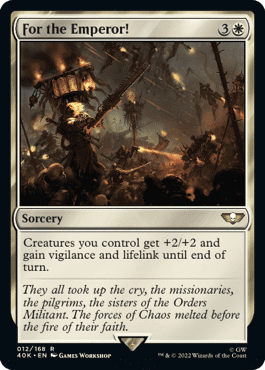 For the Emperor! 3
Sorcery
Creatures you control get +2/+2 and
gain vigilance and lifelink until end of
turn.
They all took up the cry, the missionaries,
the pilgrims, the sisters of the Orders
Militant. The forces of Chaos melted before
the fire of their faith.
012/168 R © GW
40K • EN Games Workshop ™ & © 2022 Wizards of the Coast